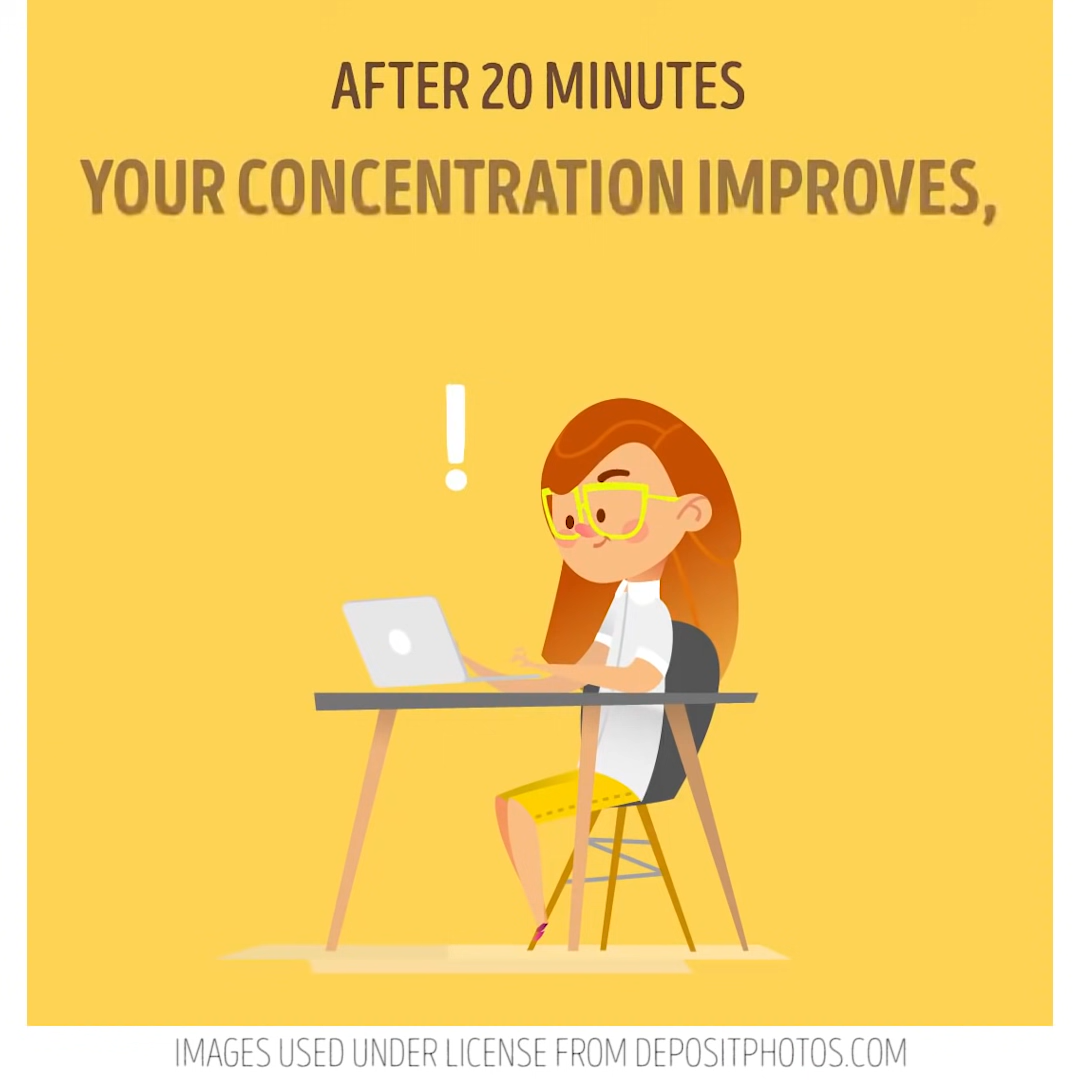 AFTER 20 MINUTES
YOUR CONCENTRATION IMPROVES,
!
IMAGES USED UNDER LICENSE FROM DEPOSITPHOTOS.COM